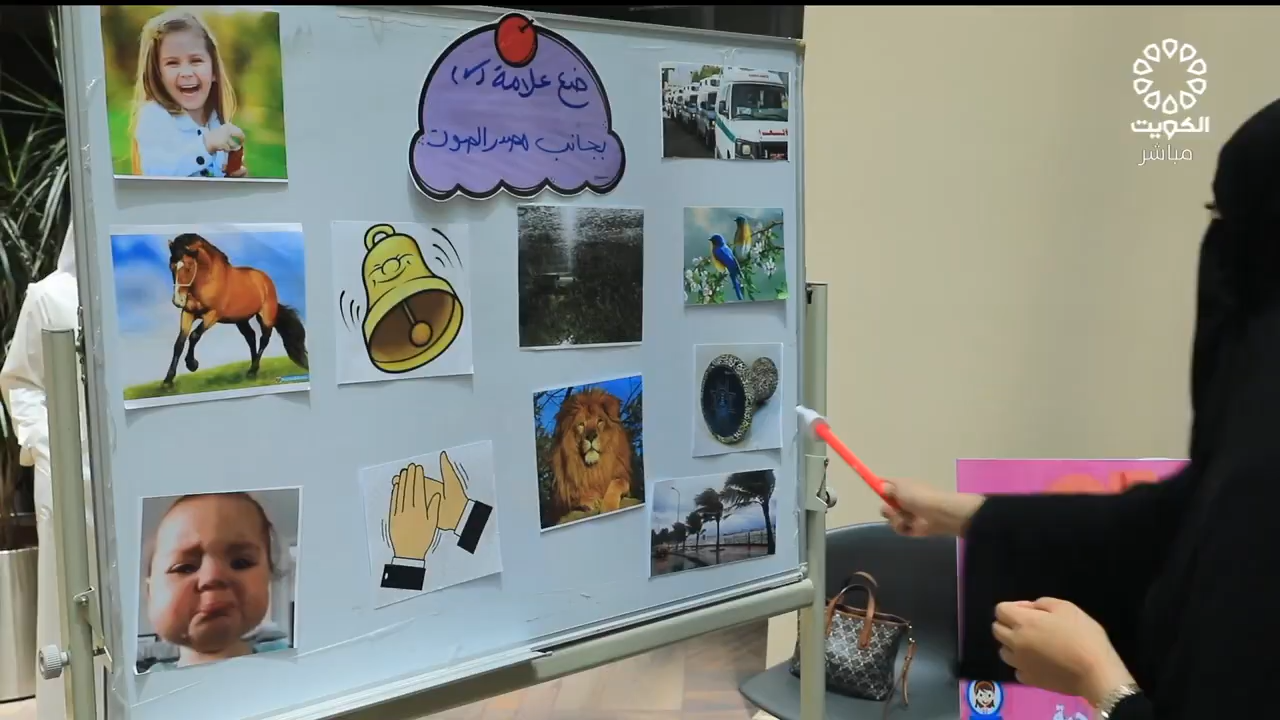 ضع علامة (✓)
بجانب مصدر الصوت
الكويت
مباشر